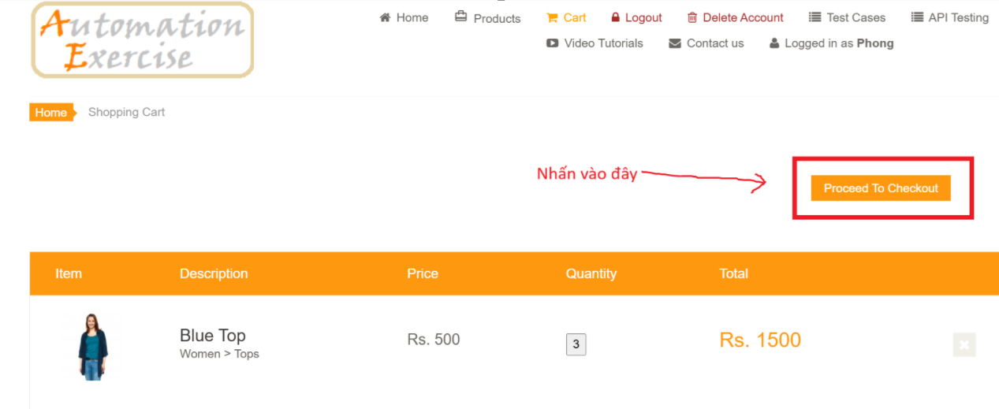 Automation
Exercise
Home Products Cart Logout Delete Account Test Cases API Testing
Video Tutorials Contact us Logged in as Phong
Home Shopping Cart
Nhấn vào đây
Proceed To Checkout
Item Description Price Quantity Total
Blue Top Rs. 500 3 Rs. 1500
Women > Tops